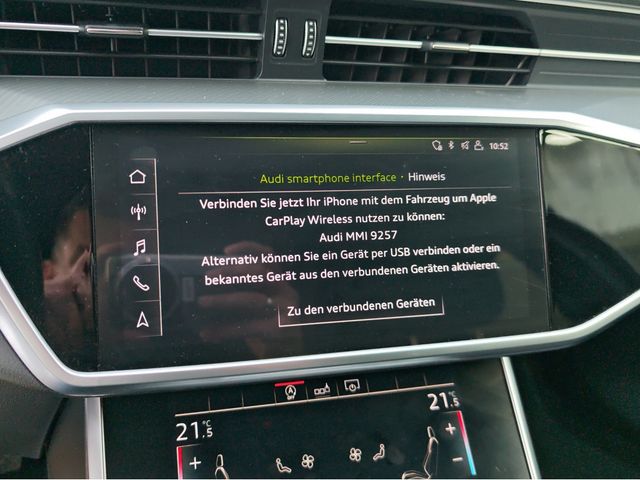 10:52
Audi smartphone interface · Hinweis
Verbinden Sie jetzt Ihr iPhone mit dem Fahrzeug um Apple
CarPlay Wireless nutzen zu können:
Audi MMI 9257
Alternativ können Sie ein Gerät per USB verbinden oder ein
bekanntes Gerät aus den verbundenen Geräten aktivieren.
Zu den verbundenen Geräten
21.5 °C
21.5 °C